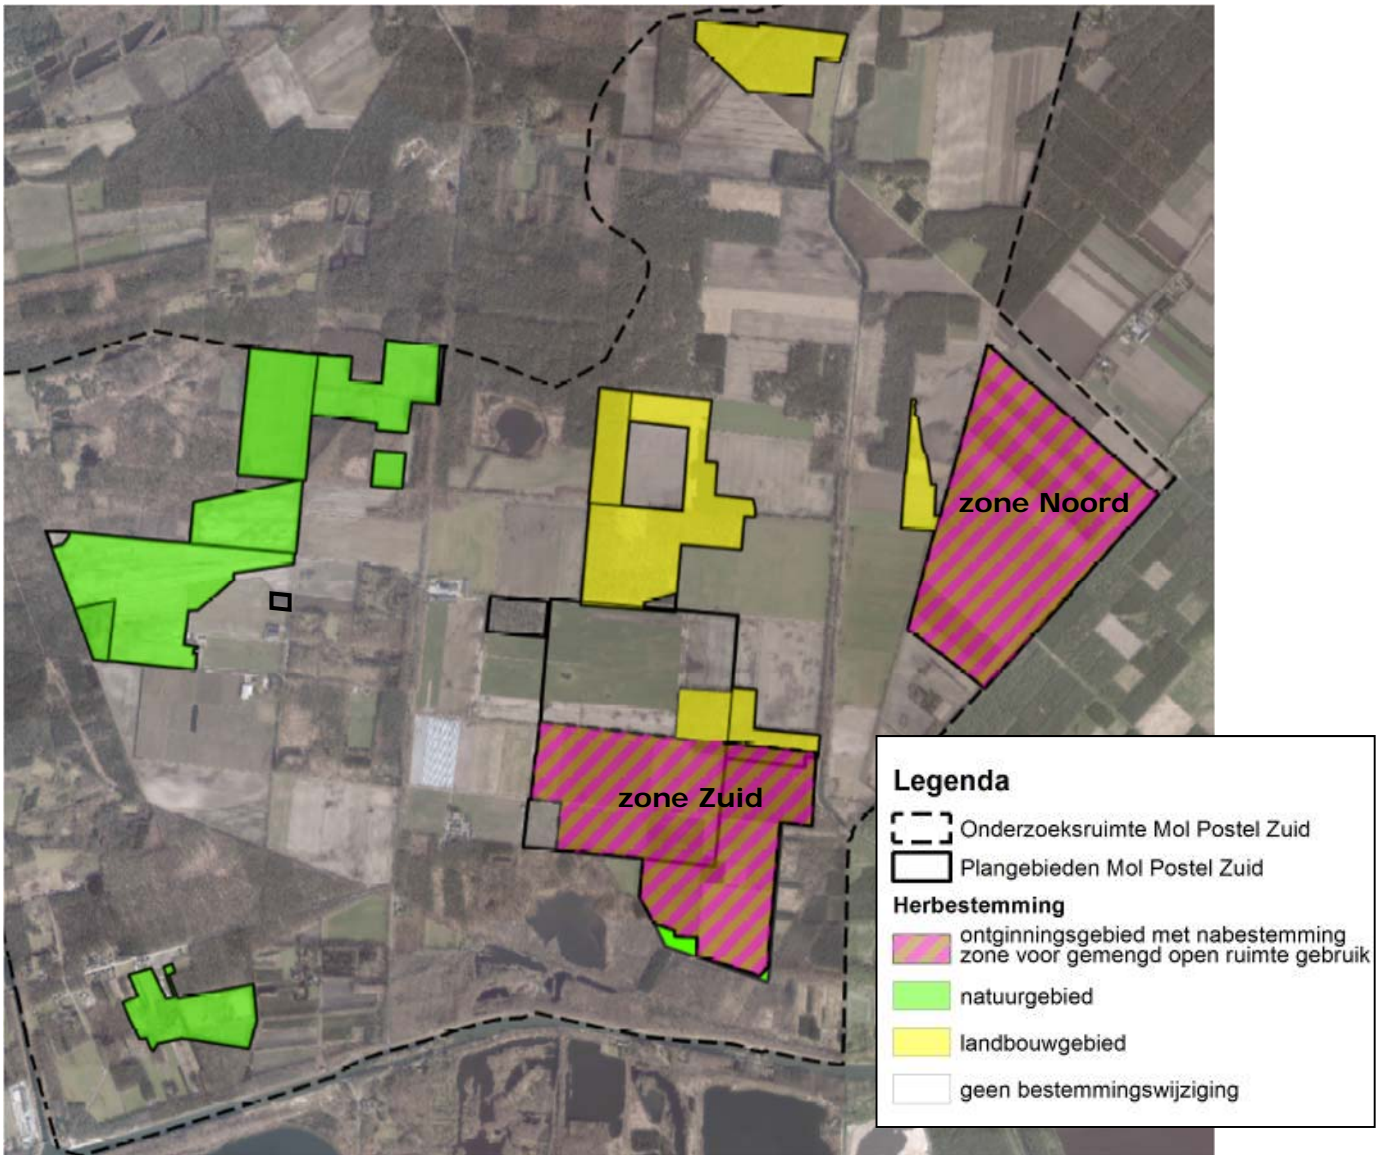 zone Noord
zone Zuid
Legenda
Onderzoeksruimte Mol Postel Zuid
Plangebieden Mol Postel Zuid
Herbestemming
ontginningsgebied met nabestemming
zone voor gemengd open ruimte gebruik
natuurgebied
landbouwgebied
geen bestemmingswijziging